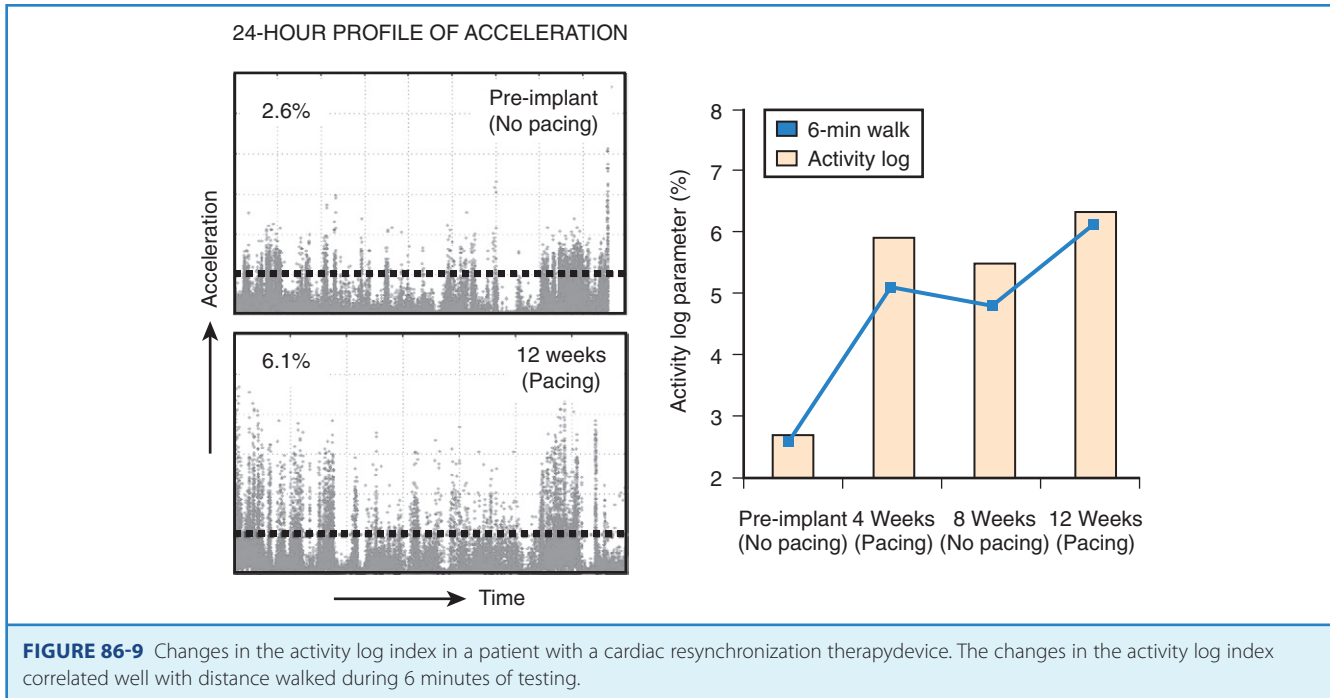 24-HOUR PROFILE OF ACCELERATION
2.6%
Pre-implant
(No pacing)
Acceleration
6.1%
12 weeks
(Pacing)
Time
8
7
6
5
4
3
2
Activity log parameter (%)
6-min walk
Activity log
Pre-implant 4 Weeks 8 Weeks 12 Weeks
(No pacing) (Pacing) (No pacing) (Pacing)
FIGURE 86-9 Changes in the activity log index in a patient with a cardiac resynchronization therapydevice. The changes in the activity log index
correlated well with distance walked during 6 minutes of testing.